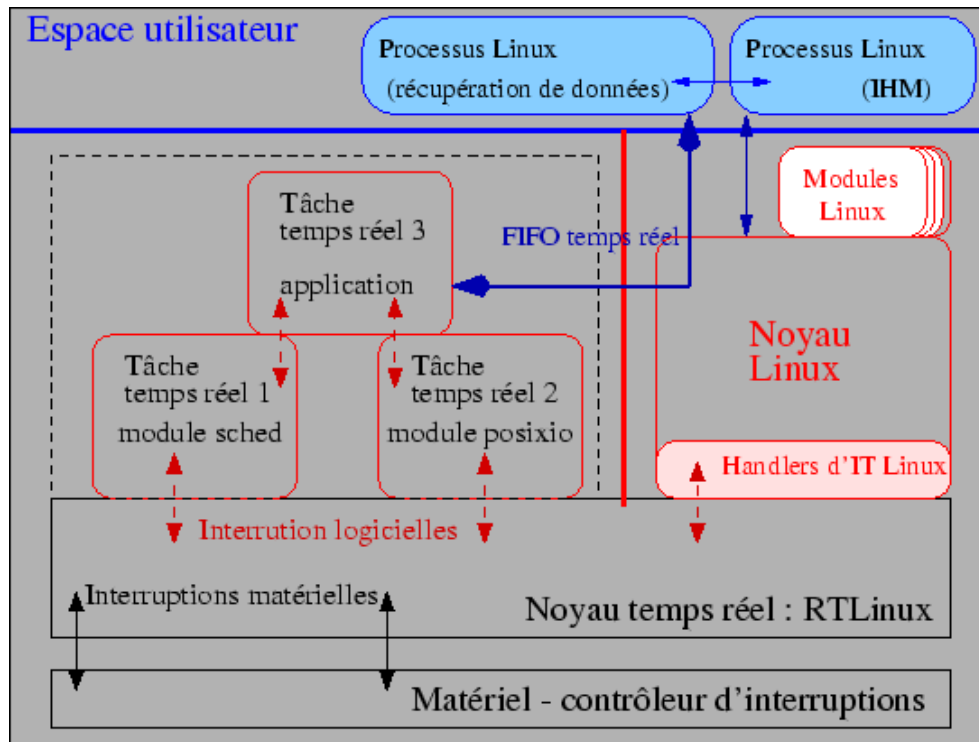 Espace utilisateur
Processus Linux
(récupération de données)
Processus Linux
(IHM)
Modules
Linux
Tâche
temps réel 3
application
FIFO temps réel
Noyau
Linux
Tâche
temps réel 1
module sched
Tâche
temps réel 2
module posixio
Handlers d'IT Linux
Interrution logicielles
Interruptions matérielles
Noyau temps réel : RTLinux
Matériel - contrôleur d'interruptions